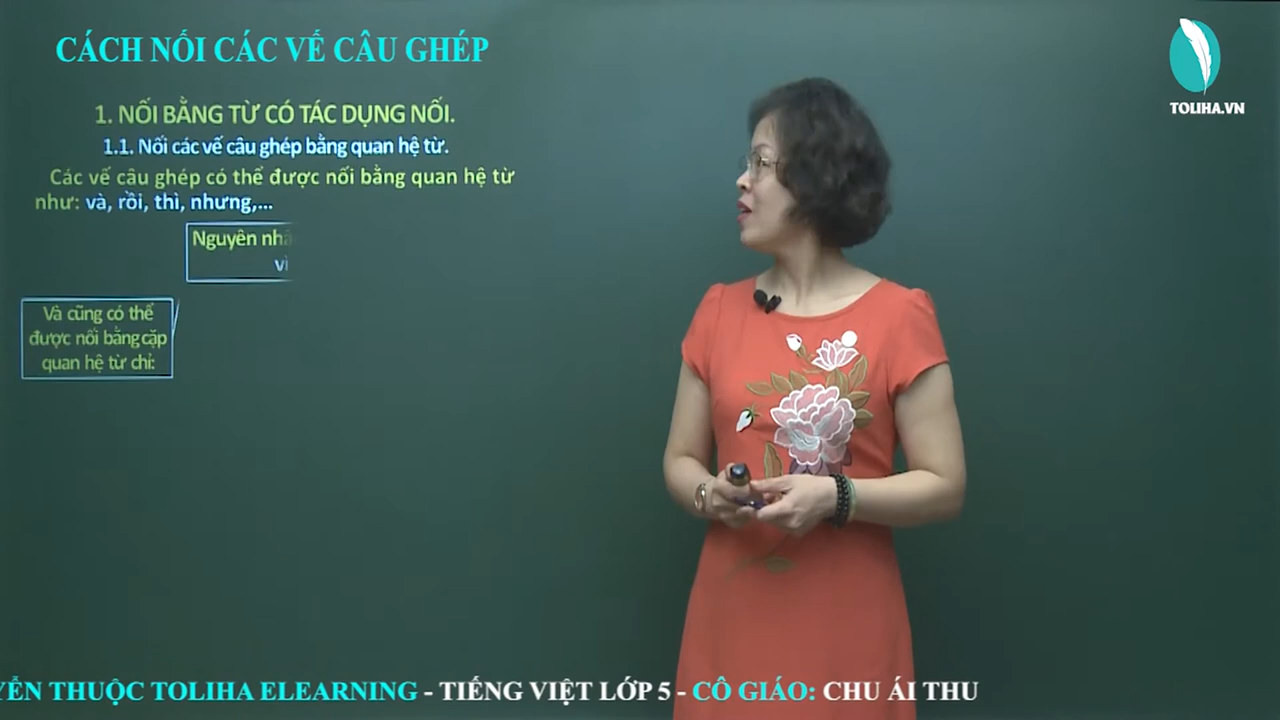 CÁCH NỐI CÁC VẾ CÂU GHÉP
TOLIHA.VN
1. NỐI BẰNG TỪ CÓ TÁC DỤNG NỐI.
1.1. Nối các vế câu ghép bằng quan hệ từ.
Các vế câu ghép có thể được nối bằng quan hệ từ
như: và, rồi, thì, nhưng,...
Nguyên
vì
Và cũng có thể
được nối bằng cặp
quan hệ từ chỉ:
THUỘC TOLIHA ELEARNING - TIẾNG VIỆT LỚP 5 - CÔ GIÁO: CHU ÁI THU